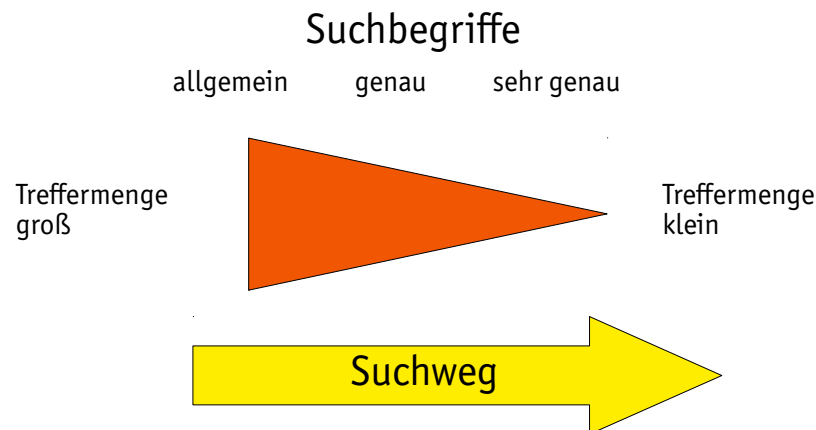 Suchbegriffe
allgemein genau sehr genau
Treffermenge
groß
Treffermenge
klein
Suchweg